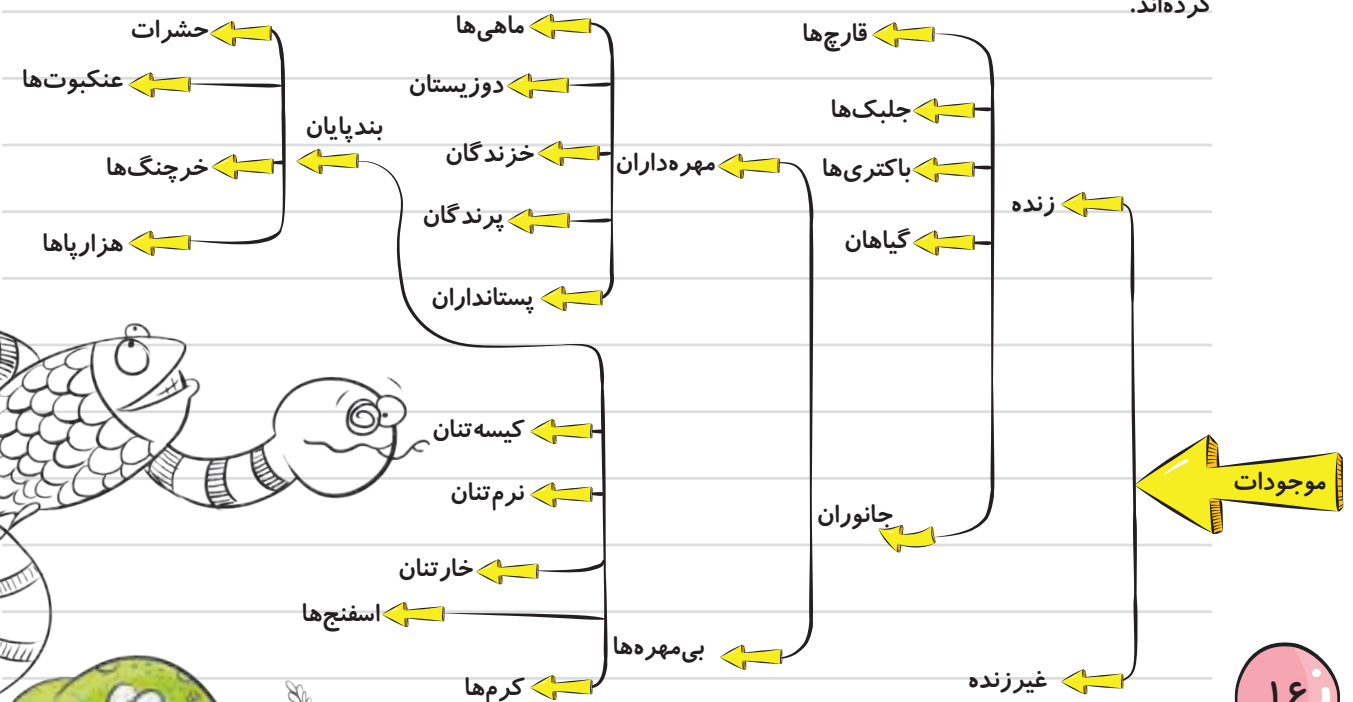 کرده‌اند.
موجودات
زنده
غیرزنده
قارچ‌ها
جلبک‌ها
باکتری‌ها
گیاهان
جانوران
مهره‌داران
بی‌مهره‌ها
ماهی‌ها
دوزیستان
خزندگان
پرندگان
پستانداران
بندپایان
کیسه‌تنان
نرم‌تنان
خارتنان
اسفنج‌ها
کرم‌ها
حشرات
عنکبوت‌ها
خرچنگ‌ها
هزارپاها
۱۶